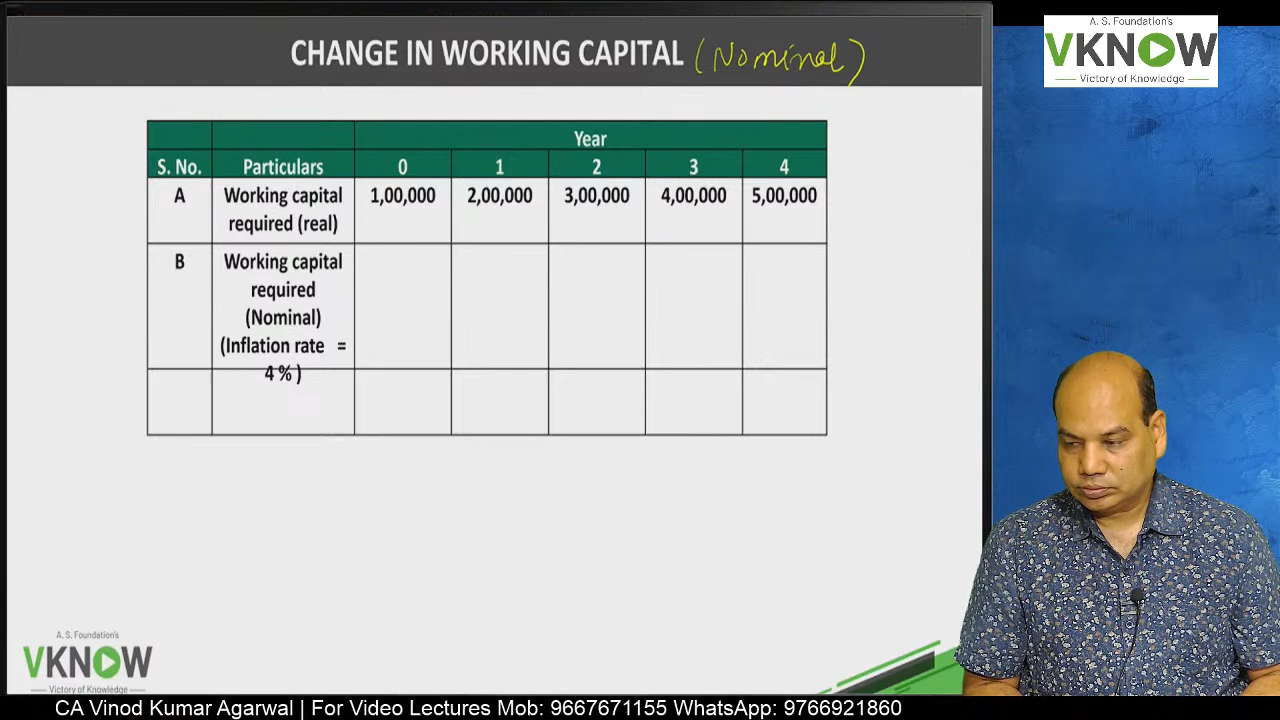 CHANGE IN WORKING CAPITAL (Nominal)
A. S. Foundation's
VKNOW
Victory of Knowledge
Year
S. No. Particulars 0 1 2 3 4
A Working capital 1,00,000 2,00,000 3,00,000 4,00,000 5,00,000
required (real)
B Working capital
required
(Nominal)
(Inflation rate =
4 % )
A. S. Foundation's
VKNOW
Victory of Knowledge
CA Vinod Kumar Agarwal | For Video Lectures Mob: 9667671155 WhatsApp: 9766921860